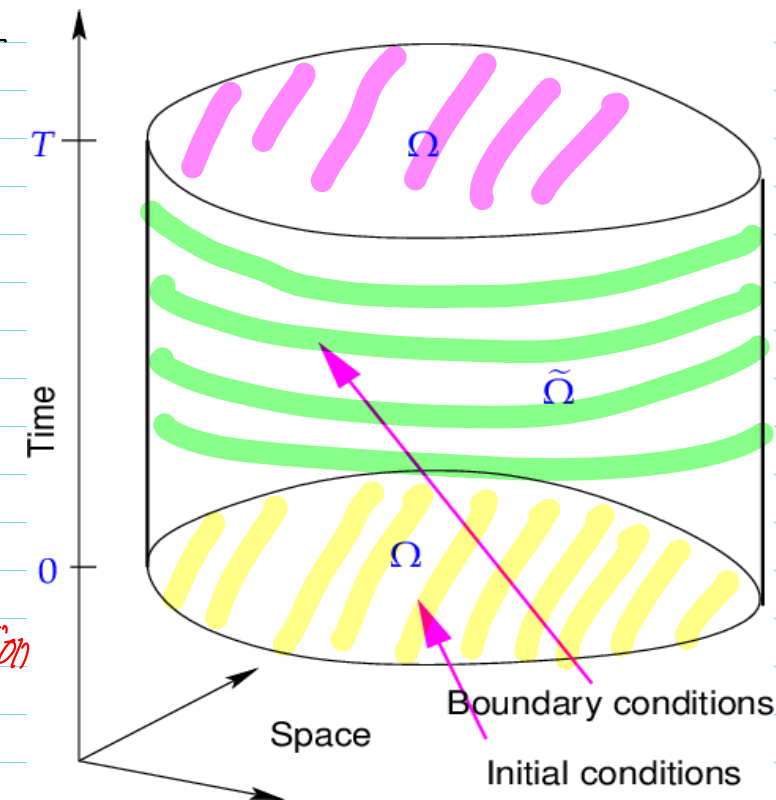 T
Ω
Time
Ω̃
0
Ω
Boundary conditions
Space
Initial conditions